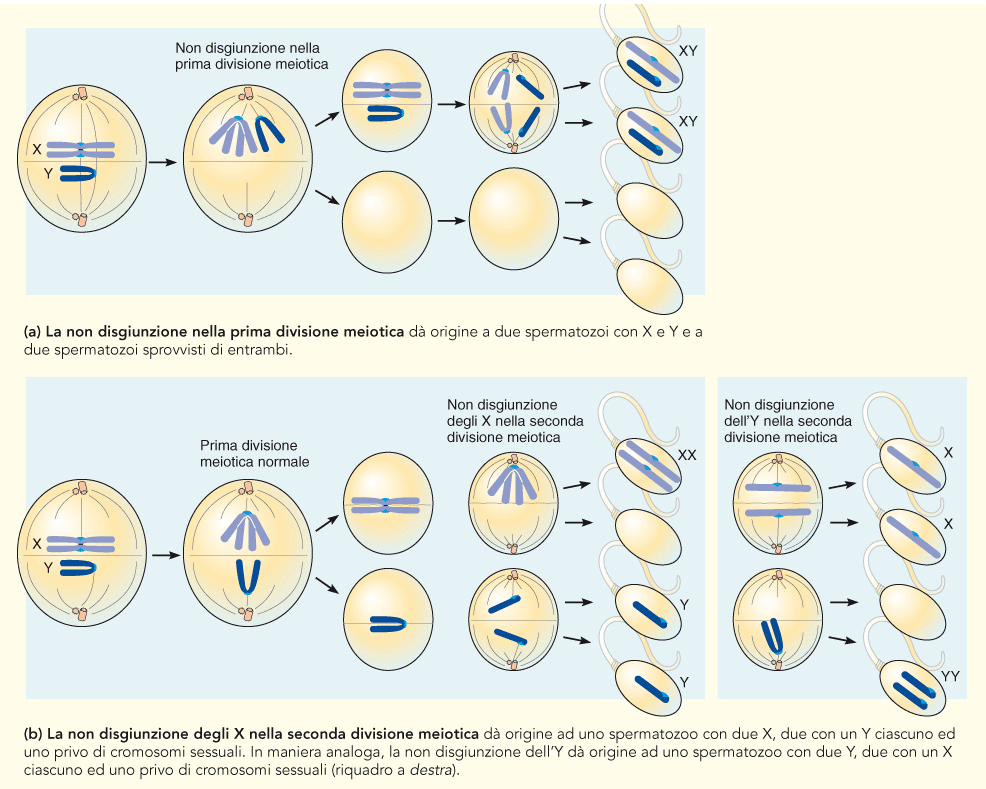 Non disgiunzione nella
prima divisione meiotica
X
Y
XY
XY
(a) La non disgiunzione nella prima divisione meiotica dà origine a due spermatozoi con X e Y e a
due spermatozoi sprovvisti di entrambi.
Prima divisione
meiotica normale
X
Y
Non disgiunzione
degli X nella seconda
divisione meiotica
XX
Y
Y
Non disgiunzione
dell'Y nella seconda
divisione meiotica
X
X
YY
(b) La non disgiunzione degli X nella seconda divisione meiotica dà origine ad uno spermatozoo con due X, due con un Y ciascuno ed
uno privo di cromosomi sessuali. In maniera analoga, la non disgiunzione dell'Y dà origine ad uno spermatozoo con due Y, due con un X
ciascuno ed uno privo di cromosomi sessuali (riquadro a destra).